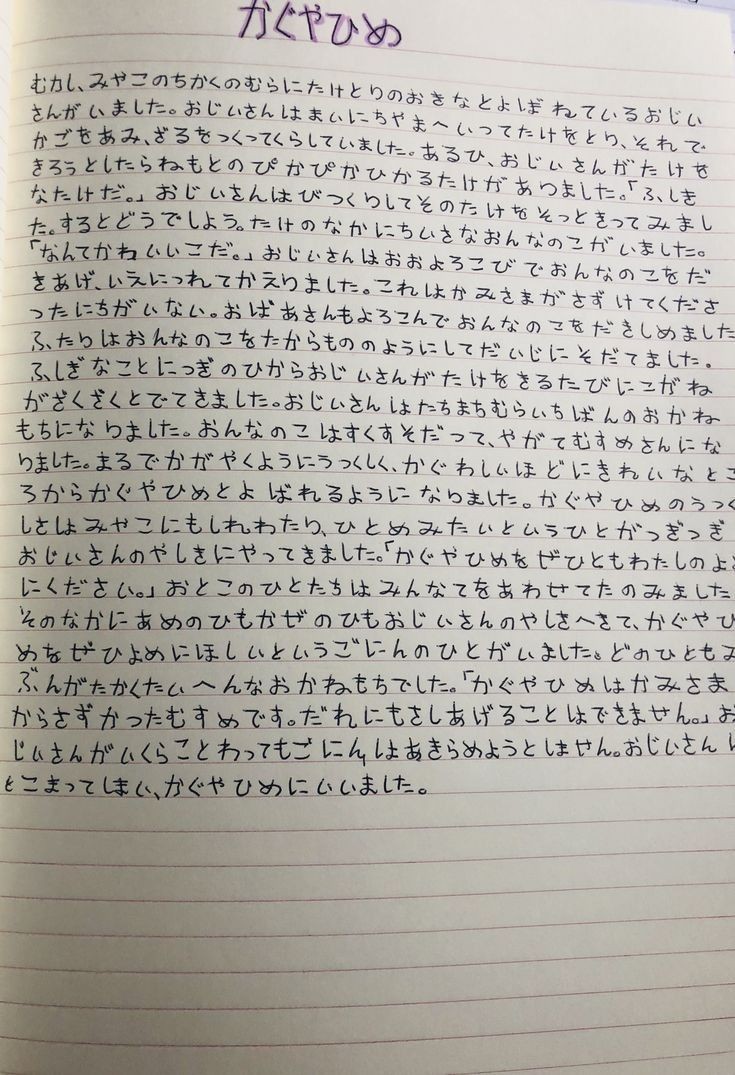 かぐやひめ
むかし、みやこのちかくのむらにたけとりのおきなとよばれているおじい
さんがいました。おじいさんはまいにちやまへいってたけをとり、それで
かごをあみ、ざるをつくってくらしていました。あるひ、おじいさんがたけを
きろうとしたらねもとのぴかぴかひかるたけがありました。「ふしき
なたけだ。」おじいさんはびっくりしてそのたけをそっときってみまし
た。するとどうでしよう。たけのなかにちいさなおんなのこがいました。
「なんてかわいいこだ。」おじいさんはおおよろこびでおんなのこをだ
きあげ、いえにつれてかえりました。これはかみさまがさずけてくださ
ったにちがいない。おばあさんもよろこんでおんなのこをだきしめました
ふたりはおんなのこをたからもののようにしてだいじにそだてました。
ふしぎなことにつぎのひからおじいさんがたけをきるたびにこがね
がざくざくとでてきました。おじいさんはたちまちむらいちばんのおかね
もちになりました。おんなのこはすくすそだって、やがてむすめさんにな
りました。まるでかがやくようにうつくしく、かぐわしいほどにきれいなとこ
ろからかぐやひめとよばれるようになりました。かぐやひめのうつく
しさはみやこにもしれわたり、ひとめみたいというひとがつぎつぎ
おじいさんのやしきにやってきました。「かぐやひめをぜひともわたしのよめ
にください。」おとこのひとたちはみんなてをあわせてたのみました
そのなかにあめのひもかぜのひもおじいさんのやしきへきて、かぐやひ
めをぜひよめにほしいというごにんのひとがいました。どのひともみ
ぶんがたかくたいへんなおかねもちでした。「かぐやひめはかみさま
からさずかったむすめです。だれにもさしあげることはできません。」お
じいさんがいくらことわってもごにんはあきらめようとしません。おじいさんは
とこまってしまい、かぐやひめにいいました。